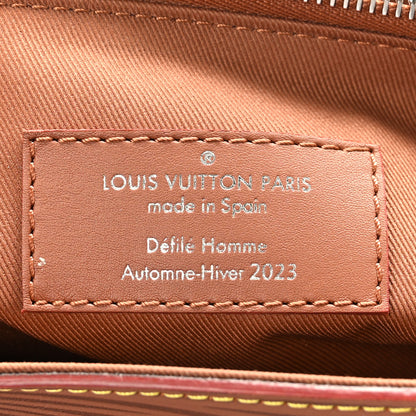 LOUIS VUITTON PARIS
made in Spain
Défilé Homme
Automne-Hiver 2023